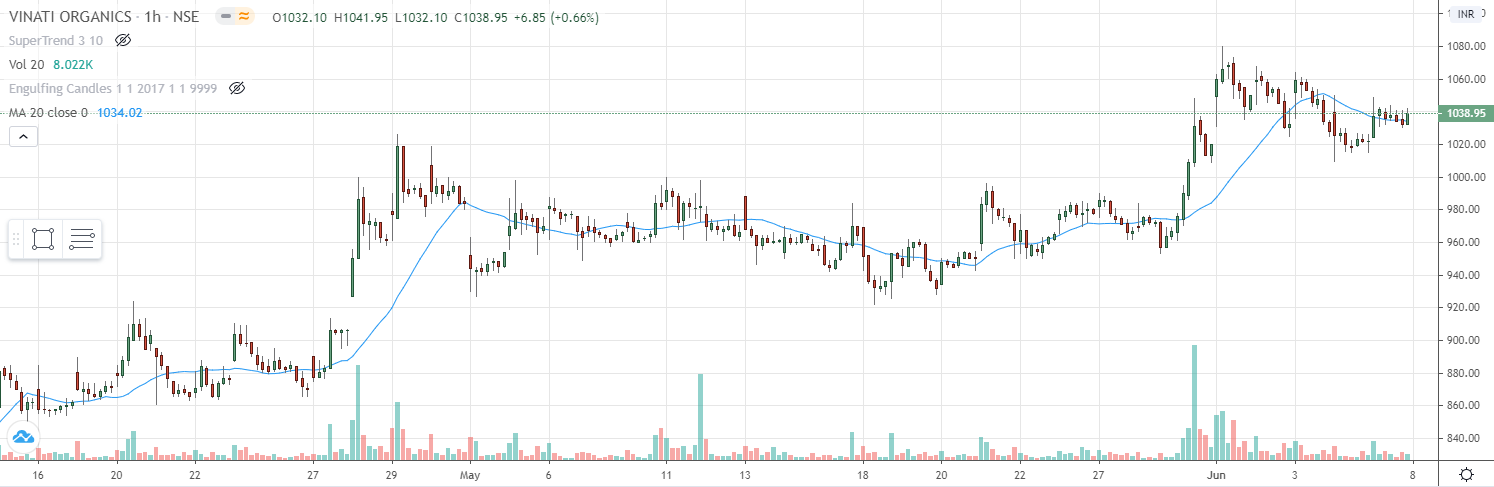 VINATI ORGANICS · 1h · NSE O1032.10 H1041.95 L1032.10 C1038.95 +6.85 (+0.66%)
SuperTrend 3 10
Vol 20 8.022K
Engulfing Candles 1 1 2017 1 1 9999
MA 20 close 0 1034.02
INR
1080.00
1060.00
1038.95
1020.00
1000.00
980.00
960.00
940.00
920.00
900.00
880.00
860.00
840.00
16 20 22 27 29 May 6 11 13 18 20 22 27 Jun 3 8